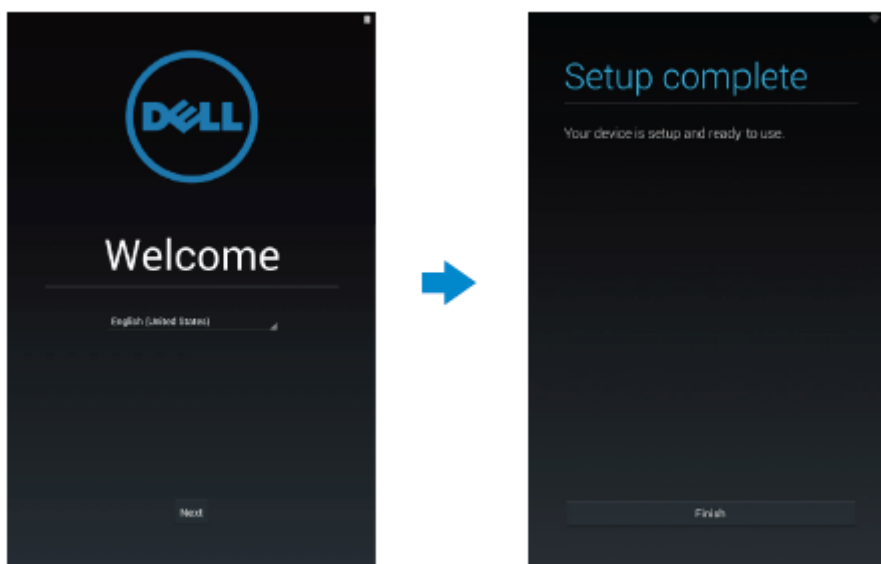 DELL
Welcome
English (United States)
Next
Setup complete
Your device is setup and ready to use.
Finish